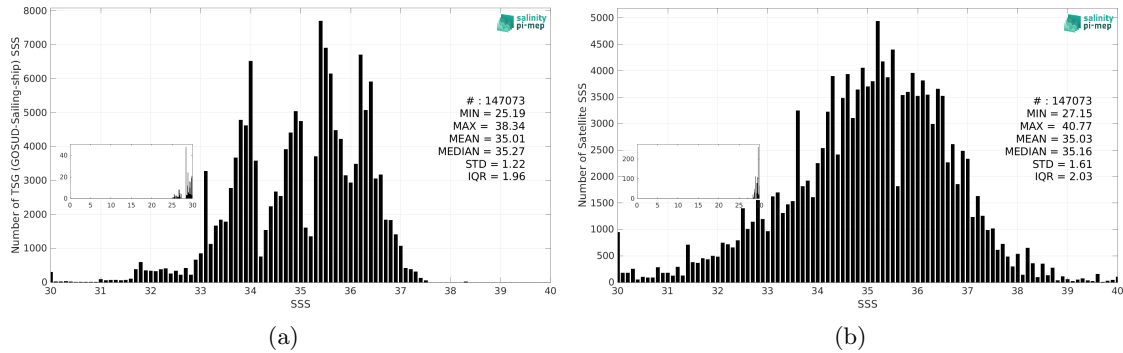 8000
7000
6000
5000
4000
3000
2000
1000
0
Number of TSG (GOSUD-Sailing-ship) SSS
salinity
pi-mep
# : 147073
MIN = 25.19
MAX = 38.34
MEAN = 35.01
MEDIAN = 35.27
STD = 1.22
IQR = 1.96
40
20
0
0 5 10 15 20 25 30
30 31 32 33 34 35 36 37 38 39 40
SSS
(a)
5000
4500
4000
3500
3000
2500
2000
1500
1000
500
0
Number of Satellite SSS
salinity
pi-mep
# : 147073
MIN = 27.15
MAX = 40.77
MEAN = 35.03
MEDIAN = 35.16
STD = 1.61
IQR = 2.03
200
100
0
0 5 10 15 20 25 30
30 31 32 33 34 35 36 37 38 39 40
SSS
(b)